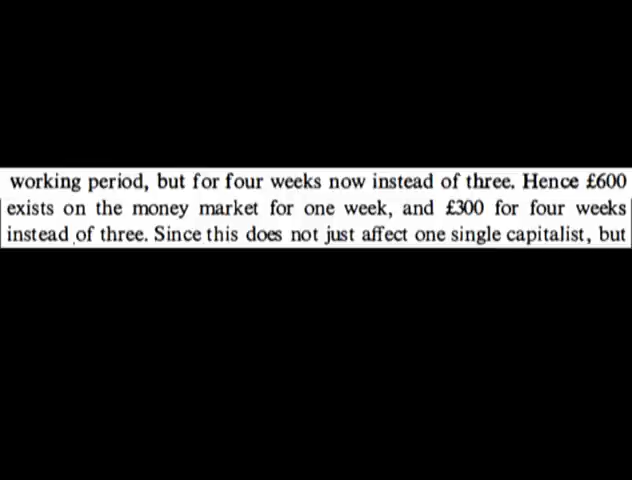 working period, but for four weeks now instead of three. Hence £600
exists on the money market for one week, and £300 for four weeks
instead of three. Since this does not just affect one single capitalist, but